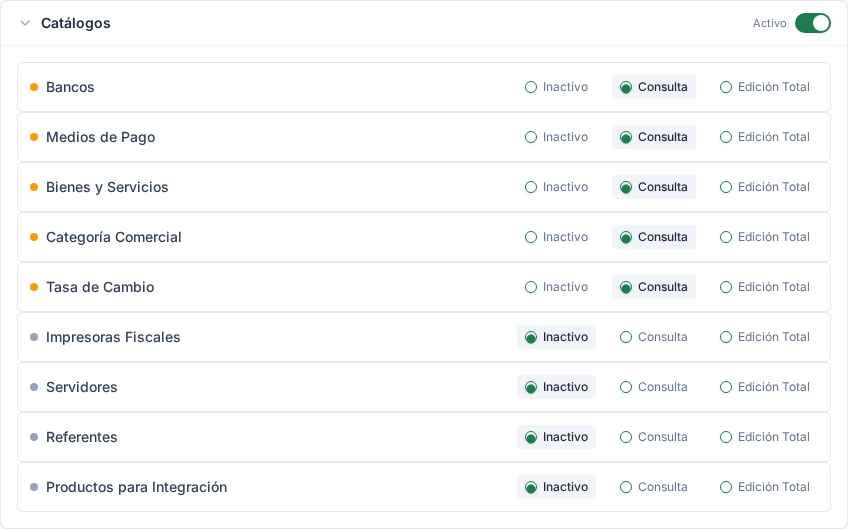 Catálogos Activo
Bancos Inactivo Consulta Edición Total
Medios de Pago Inactivo Consulta Edición Total
Bienes y Servicios Inactivo Consulta Edición Total
Categoría Comercial Inactivo Consulta Edición Total
Tasa de Cambio Inactivo Consulta Edición Total
Impresoras Fiscales Inactivo Consulta Edición Total
Servidores Inactivo Consulta Edición Total
Referentes Inactivo Consulta Edición Total
Productos para Integración Inactivo Consulta Edición Total